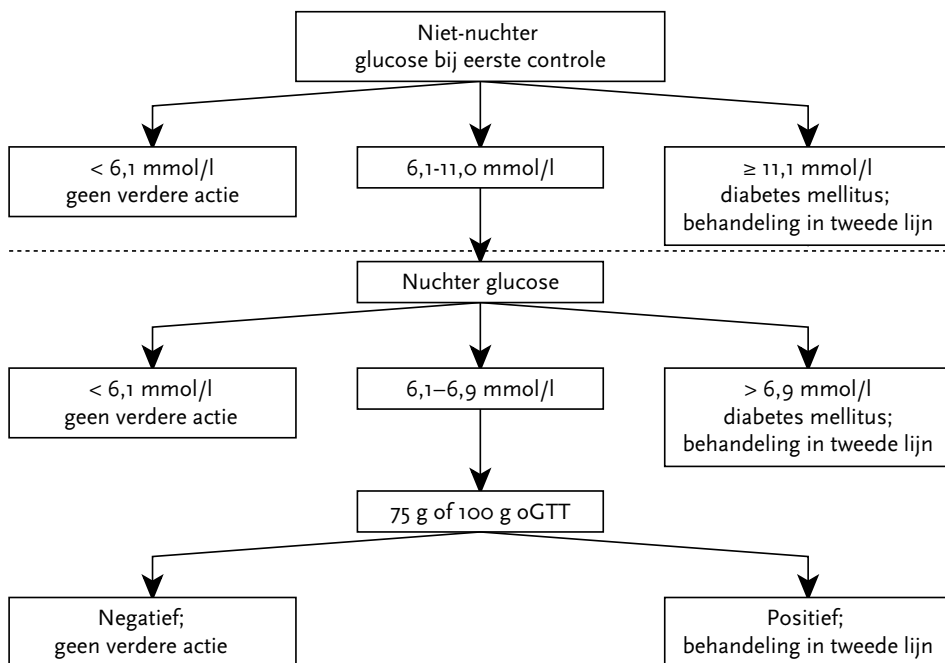 Niet-nuchter
glucose bij eerste controle
< 6,1 mmol/l
geen verdere actie
6,1-11,0 mmol/l
≥ 11,1 mmol/l
diabetes mellitus;
behandeling in tweede lijn
Nuchter glucose
< 6,1 mmol/l
geen verdere actie
6,1–6,9 mmol/l
> 6,9 mmol/l
diabetes mellitus;
behandeling in tweede lijn
75 g of 100 g oGTT
Negatief;
geen verdere actie
Positief;
behandeling in tweede lijn